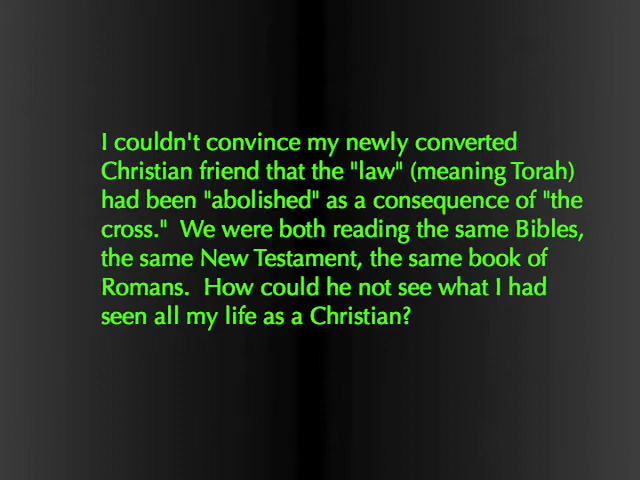 I couldn't convince my newly converted
Christian friend that the "law" (meaning Torah)
had been "abolished" as a consequence of "the
cross."  We were both reading the same Bibles,
the same New Testament, the same book of
Romans.  How could he not see what I had
seen all my life as a Christian?